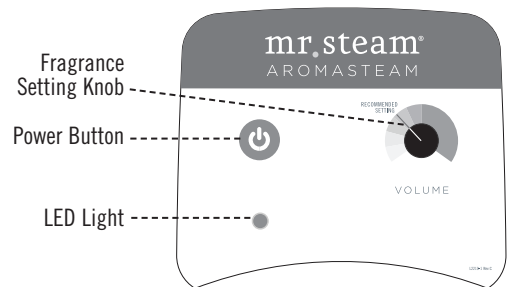 mr.steam®
AROMASTEAM
Fragrance
Setting Knob
RECOMMENDED
SETTING
Power Button
VOLUME
LED Light